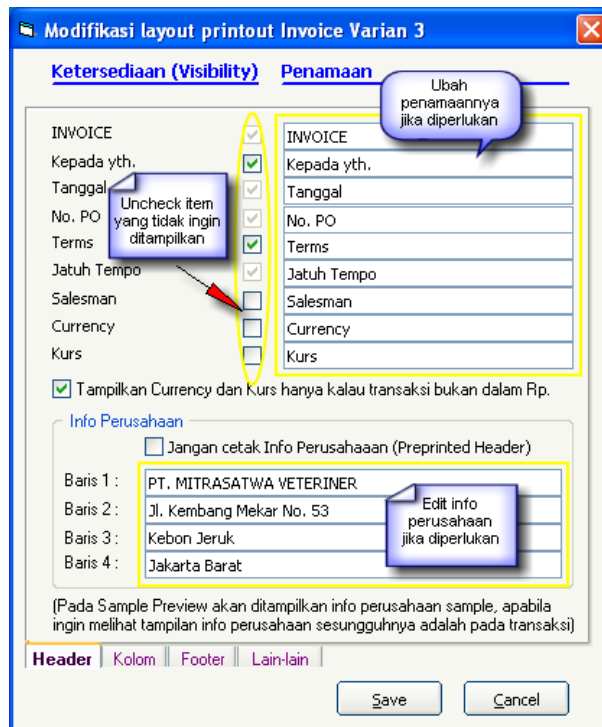 Modifikasi layout printout Invoice Varian 3
Ketersediaan (Visibility) Penamaan
Ubah
penamaannya
jika diperlukan
INVOICE INVOICE
Kepada yth. Kepada yth.
Tanggal Tanggal
Uncheck item
yang tidak ingin
ditampilkan
No. PO No. PO
Terms Terms
Jatuh Tempo Jatuh Tempo
Salesman Salesman
Currency Currency
Kurs Kurs
Tampilkan Currency dan Kurs hanya kalau transaksi bukan dalam Rp.
Info Perusahaan
Jangan cetak Info Perusahaaan (Preprinted Header)
Baris 1 : PT. MITRASATWA VETERINER
Baris 2 : Jl. Kembang Mekar No. 53
Baris 3 : Kebon Jeruk
Baris 4 : Jakarta Barat
Edit info
perusahaan
jika diperlukan
(Pada Sample Preview akan ditampilkan info perusahaan sample, apabila
ingin melihat tampilan info perusahaan sesungguhnya adalah pada transaksi)
Header Kolom Footer Lain-lain
Save Cancel